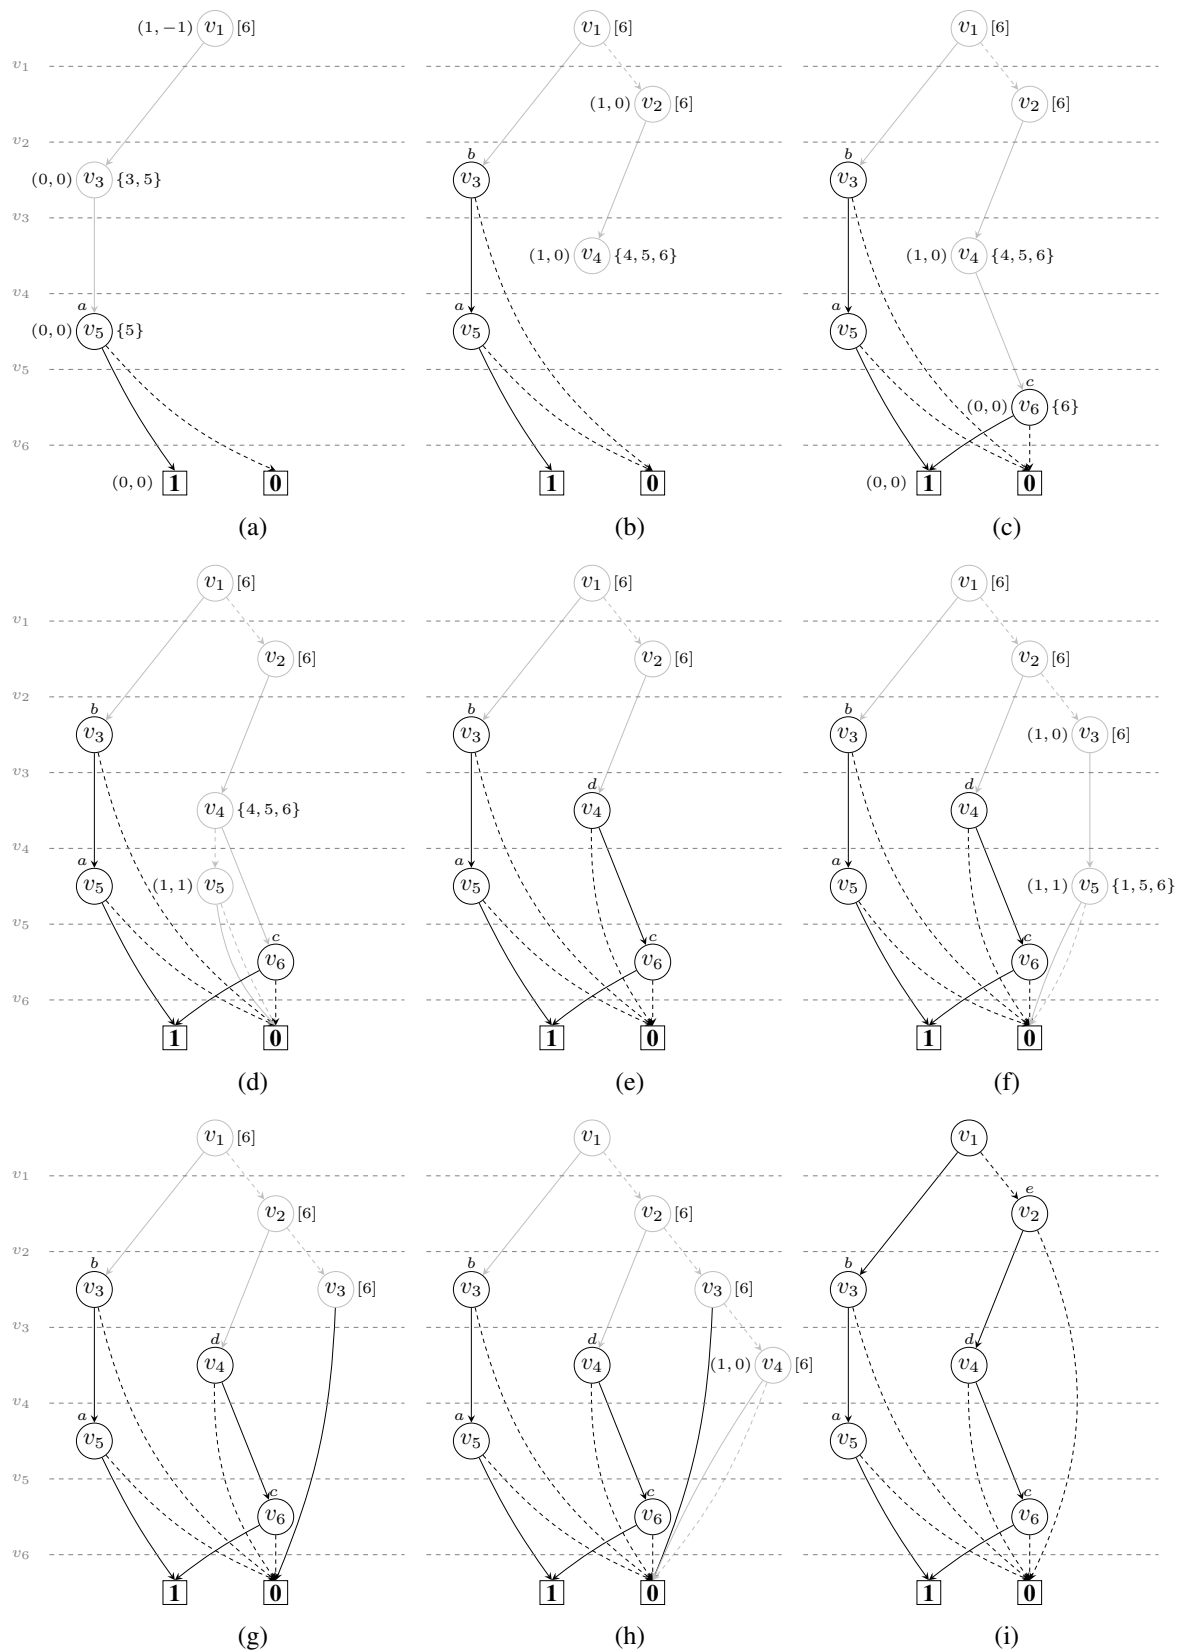 (1, −1) v1 [6] v1 [6] v1 [6]
v1
(1, 0) v2 [6] v2 [6]
v2
b b
(0, 0) v3 {3, 5} v3 v3
v3
(1, 0) v4 {4, 5, 6} (1, 0) v4 {4, 5, 6}
v4
a a a
(0, 0) v5 {5} v5 v5
v5
c
(0, 0) v6 {6}
v6
(0, 0) 1 0 1 0 (0, 0) 1 0
(a) (b) (c)
v1 [6] v1 [6] v1 [6]
v1
v2 [6] v2 [6] v2 [6]
v2
b b b
v3 v3 v3 (1, 0) v3 [6]
v3
d d
v4 {4, 5, 6} v4 v4
v4
a a a
v5 (1, 1) v5 v5 v5 (1, 1) v5 {1, 5, 6}
v5
c c c
v6 v6 v6
v6
1 0 1 0 1 0
(d) (e) (f)
v1 [6] v1 v1
v1
e
v2 [6] v2 [6] v2
v2
b b b
v3 v3 [6] v3 v3 [6] v3
v3
d d d
v4 v4 (1, 0) v4 [6] v4
v4
a a a
v5 v5 v5
v5
c c c
v6 v6 v6
v6
1 0 1 0 1 0
(g) (h) (i)